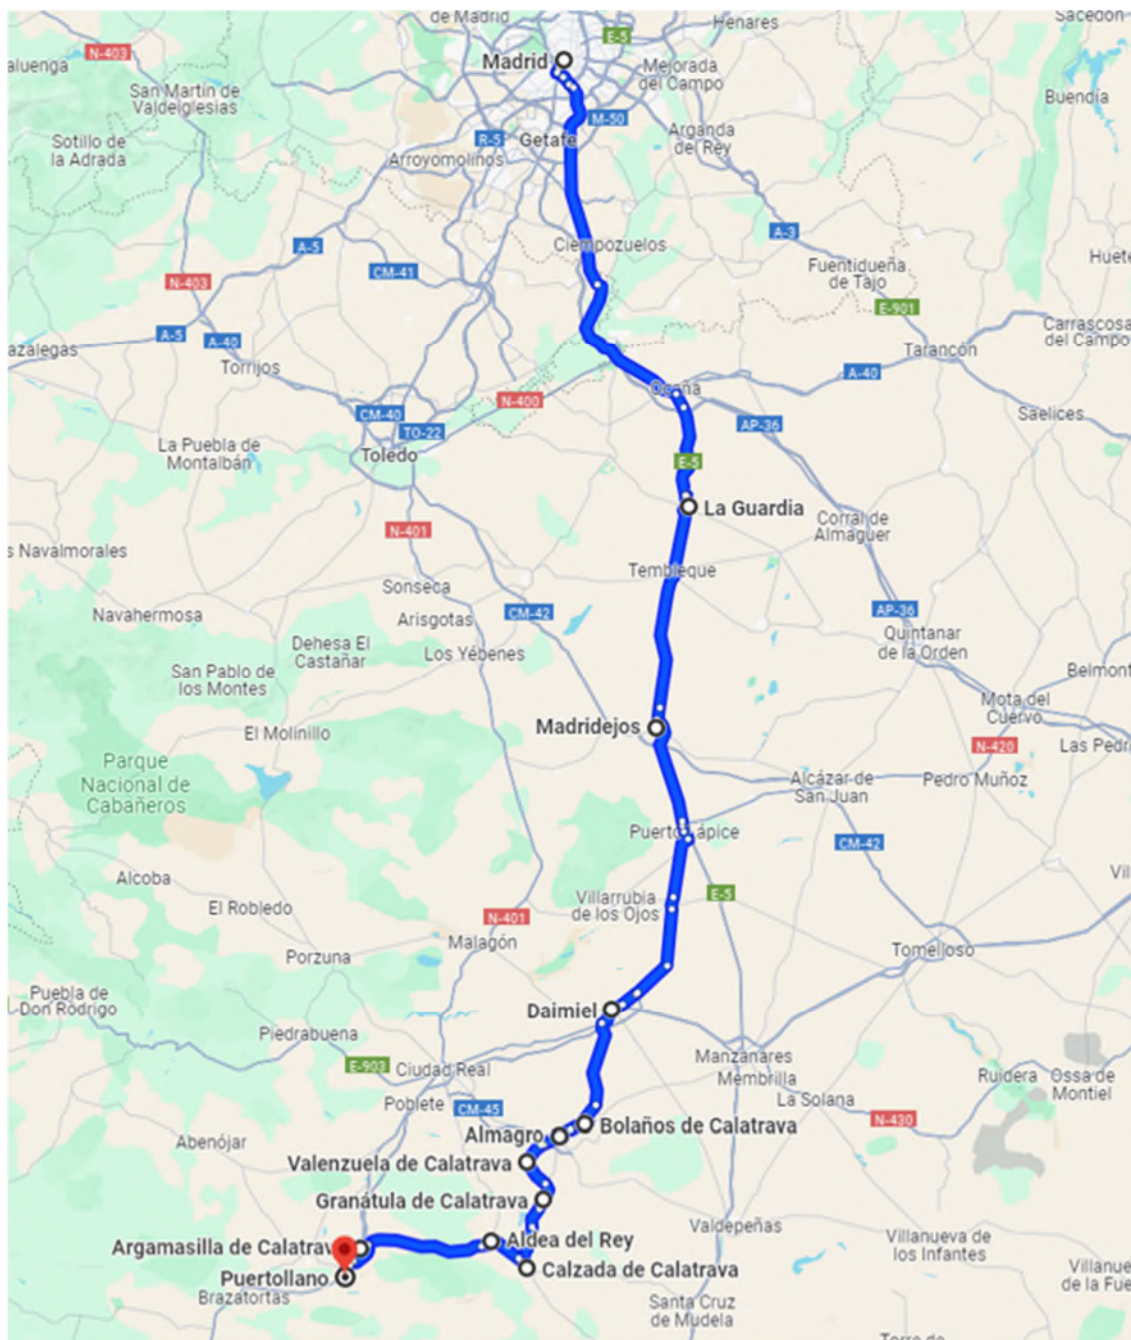 de Madrid
E-5
Henares
Sacedón
N-403
Madrid
Mejorada
del Campo
aluenga
San Martín de
Valdeiglesias
Buendía
M-50
Sotillo de
la Adrada
R-5
Getafe
Arganda
del Rey
Arroyomolinos
A-5
Ciempozuelos
A-3
N-403
CM-41
Fuentidueña
de Tajo
Huete
E-901
azalegas
A-5
A-40
Carrascosa
del Campo
Torrijos
Tarancón
A-40
Ocaña
N-400
CM-40
Saelices
TO-22
AP-36
La Puebla de
Montalbán
Toledo
E-5
La Guardia
N-401
Corral de
Almaguer
s Navalmorales
Tembleque
Sonseca
Navahermosa
CM-42
AP-36
Arisgotas
Dehesa El
Castañar
Los Yébenes
Quintanar
de la Orden
San Pablo de
los Montes
Belmont
Mota del
Cuervo
El Molinillo
Madridejos
N-420
Las Pedr
Parque
Nacional de
Cabañeros
Alcázar de
San Juan
Pedro Muñoz
Puerto Lápice
CM-42
Alcoba
Vil
Villarrubia
de los Ojos
E-5
El Robledo
N-401
Malagón
Tomelloso
Porzuna
Puebla de
Don Rodrigo
Daimiel
Piedrabuena
Manzanares
E-903
Ciudad Real
Membrilla
Ruidera
Ossa de
Montiel
Poblete
CM-45
La Solana
Bolaños de Calatrava
N-430
Almagro
Abenójar
Valenzuela de Calatrava
Granátula de Calatrava
Valdepeñas
Aldea del Rey
Villanueva de
los Infantes
Argamasilla de Calatrav
Calzada de Calatrava
Puertollano
Villanue
de la Fue
Brazatortas
Santa Cruz
de Mudela
Torre de